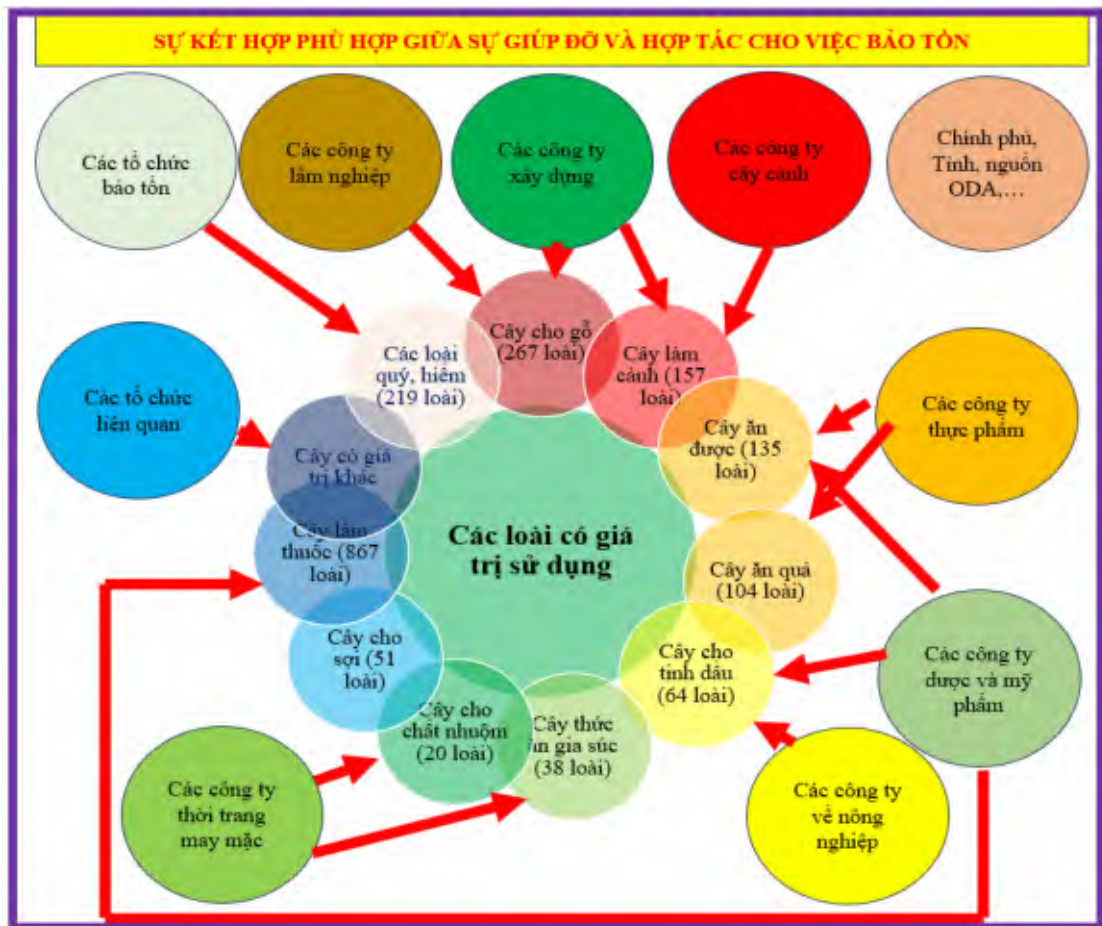 SỰ KẾT HỢP PHÙ HỢP GIỮA SỰ GIÚP ĐỠ VÀ HỢP TÁC CHO VIỆC BẢO TỒN
Các tổ chức
bảo tồn
Các công ty
lâm nghiệp
Các công ty
xây dựng
Các công ty
cây cảnh
Chính phủ,
Tỉnh, nguồn
ODA,…
Các loài
quý, hiếm
(219 loài)
Cây cho gỗ
(267 loài)
Cây làm
cảnh (157
loài)
Các tổ chức
liên quan
Cây có giá
trị khác
Cây ăn
được (135
loài)
Các công ty
thực phẩm
Cây làm
thuốc (867
loài)
Các loài có giá
trị sử dụng
Cây ăn quả
(104 loài)
Cây cho
sợi (51
loài)
Cây cho
tinh dầu
(64 loài)
Các công ty
dược và mỹ
phẩm
Cây cho
chất nhuộm
(20 loài)
Cây thức
ăn gia súc
(38 loài)
Các công ty
thời trang
may mặc
Các công ty
về nông
nghiệp